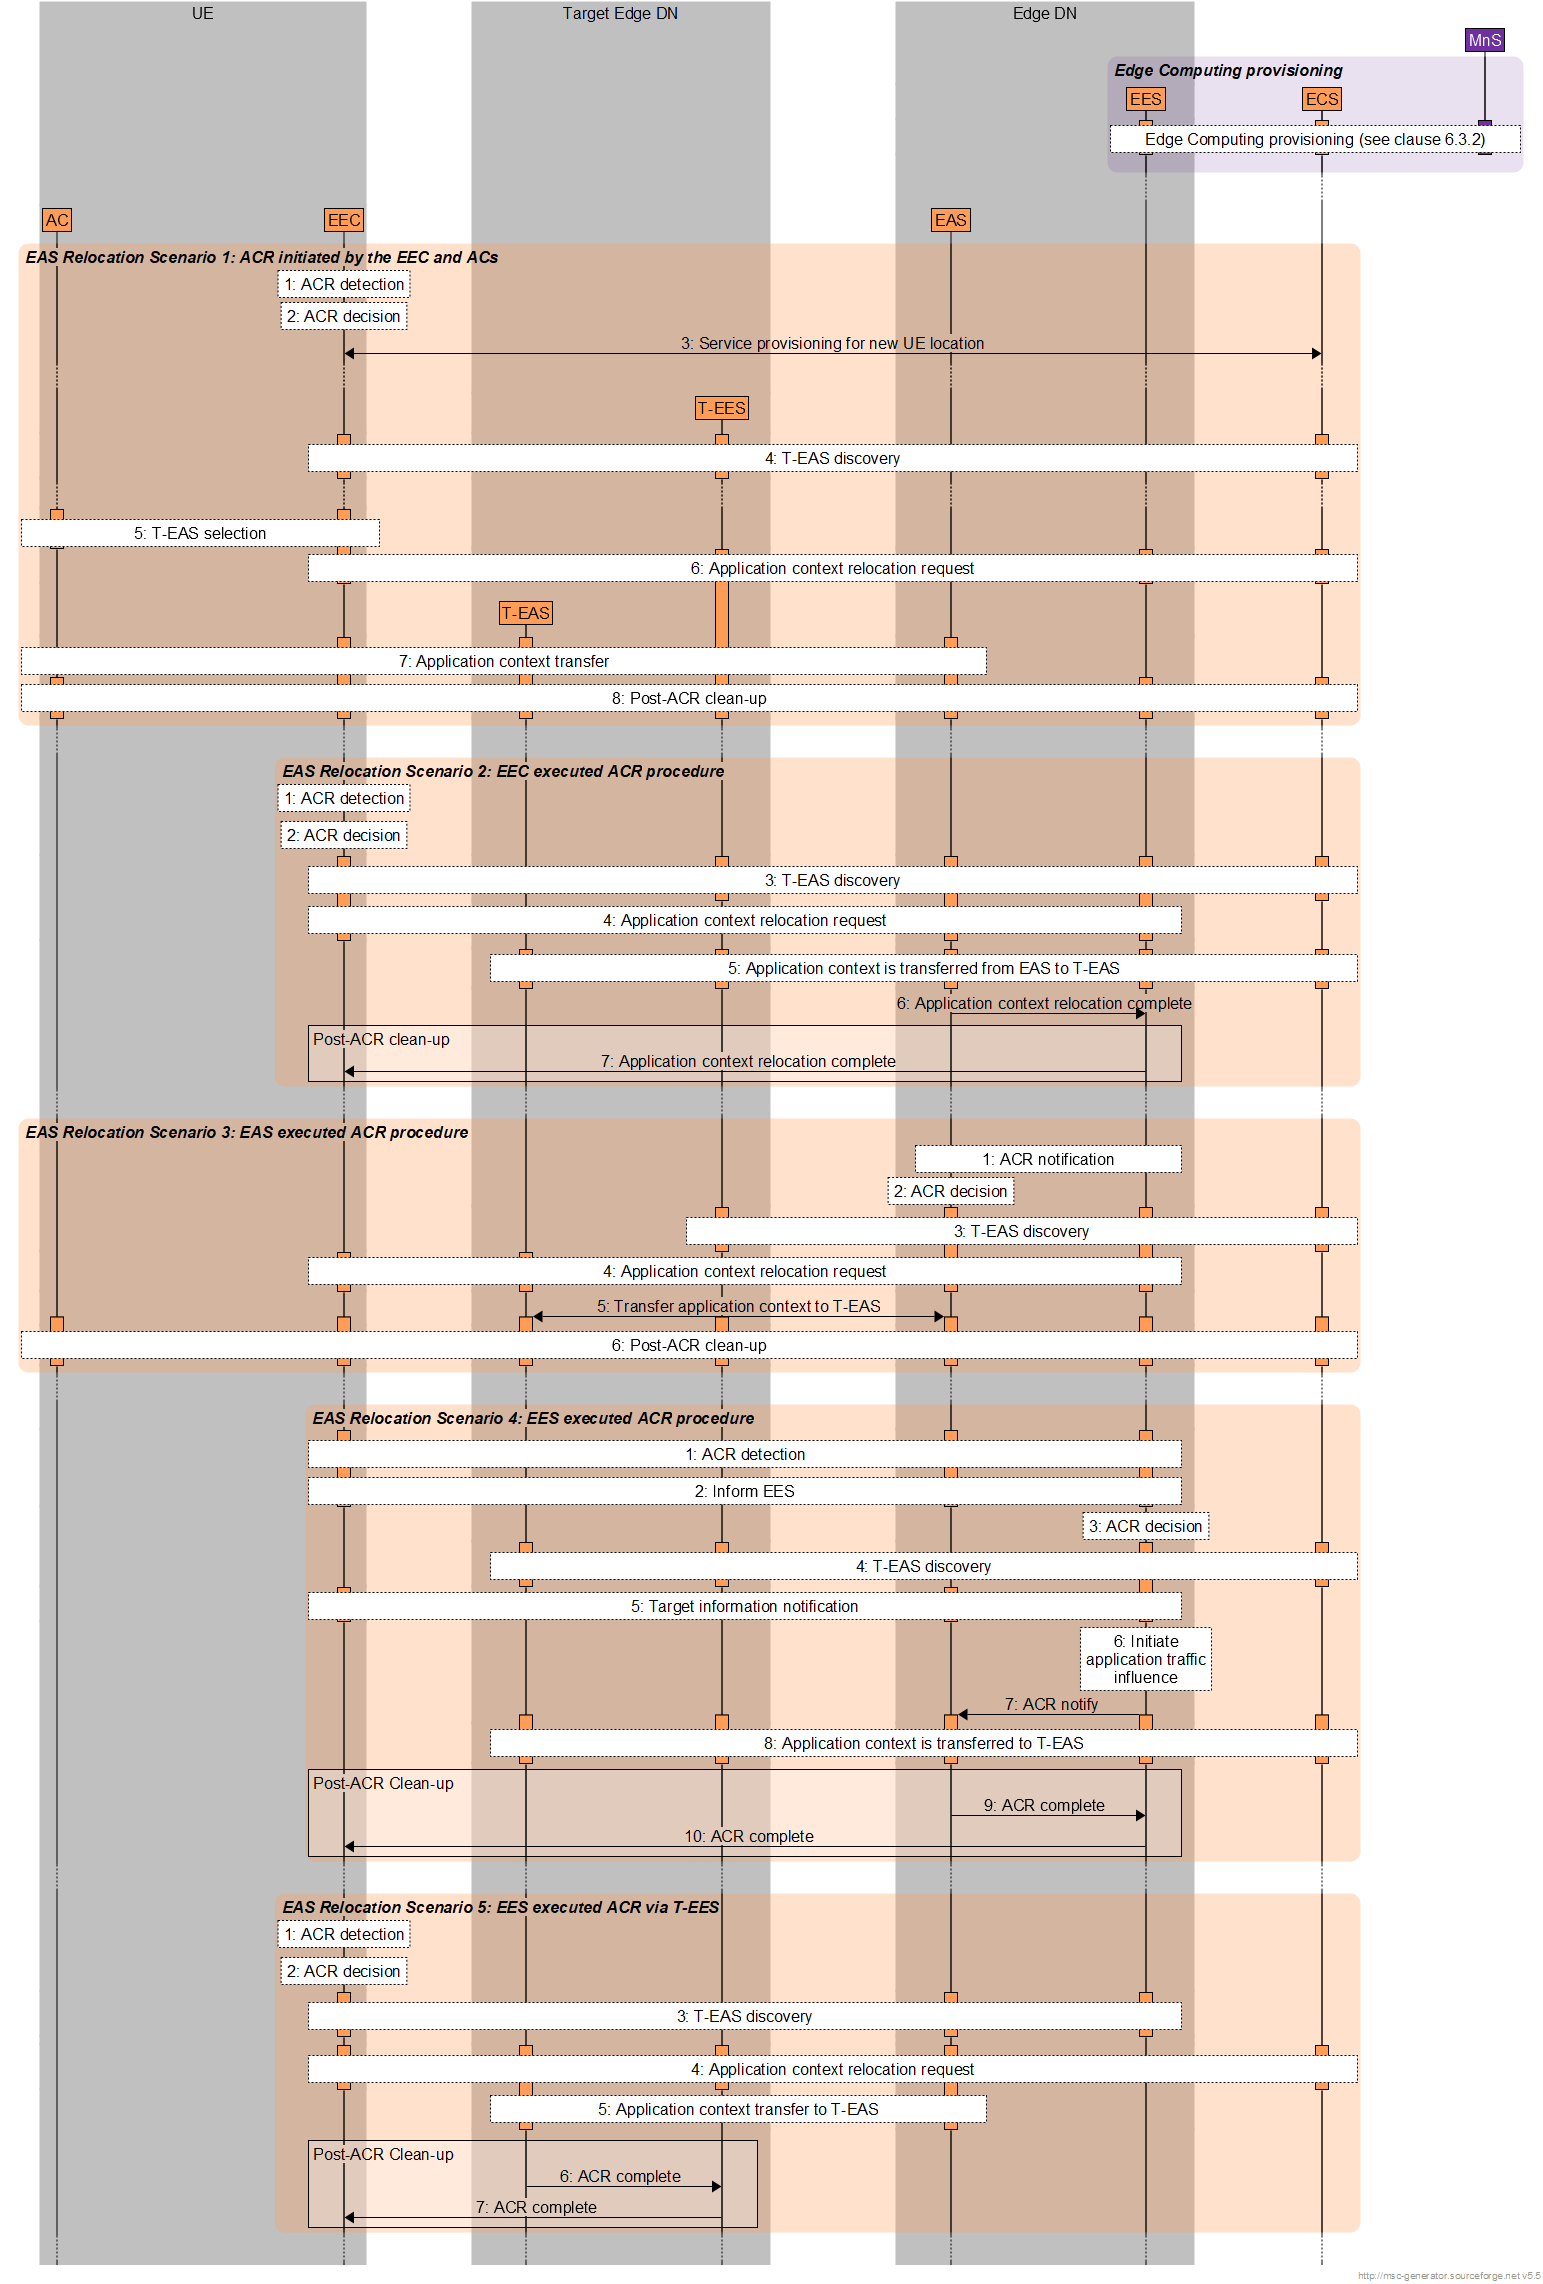 UE
Target Edge DN
Edge DN
MnS
Edge Computing provisioning
EES
ECS
Edge Computing provisioning (see clause 6.3.2)
AC
EEC
EAS
EAS Relocation Scenario 1: ACR initiated by the EEC and ACs
1: ACR detection
2: ACR decision
3: Service provisioning for new UE location
T-EES
4: T-EAS discovery
5: T-EAS selection
6: Application context relocation request
T-EAS
7: Application context transfer
8: Post-ACR clean-up
EAS Relocation Scenario 2: EEC executed ACR procedure
1: ACR detection
2: ACR decision
3: T-EAS discovery
4: Application context relocation request
5: Application context is transferred from EAS to T-EAS
6: Application context relocation complete
Post-ACR clean-up
7: Application context relocation complete
EAS Relocation Scenario 3: EAS executed ACR procedure
1: ACR notification
2: ACR decision
3: T-EAS discovery
4: Application context relocation request
5: Transfer application context to T-EAS
6: Post-ACR clean-up
EAS Relocation Scenario 4: EES executed ACR procedure
1: ACR detection
2: Inform EES
3: ACR decision
4: T-EAS discovery
5: Target information notification
6: Initiate
application traffic
influence
7: ACR notify
8: Application context is transferred to T-EAS
Post-ACR Clean-up
9: ACR complete
10: ACR complete
EAS Relocation Scenario 5: EES executed ACR via T-EES
1: ACR detection
2: ACR decision
3: T-EAS discovery
4: Application context relocation request
5: Application context transfer to T-EAS
Post-ACR Clean-up
6: ACR complete
7: ACR complete
http://msc-generator.sourceforge.net v5.5